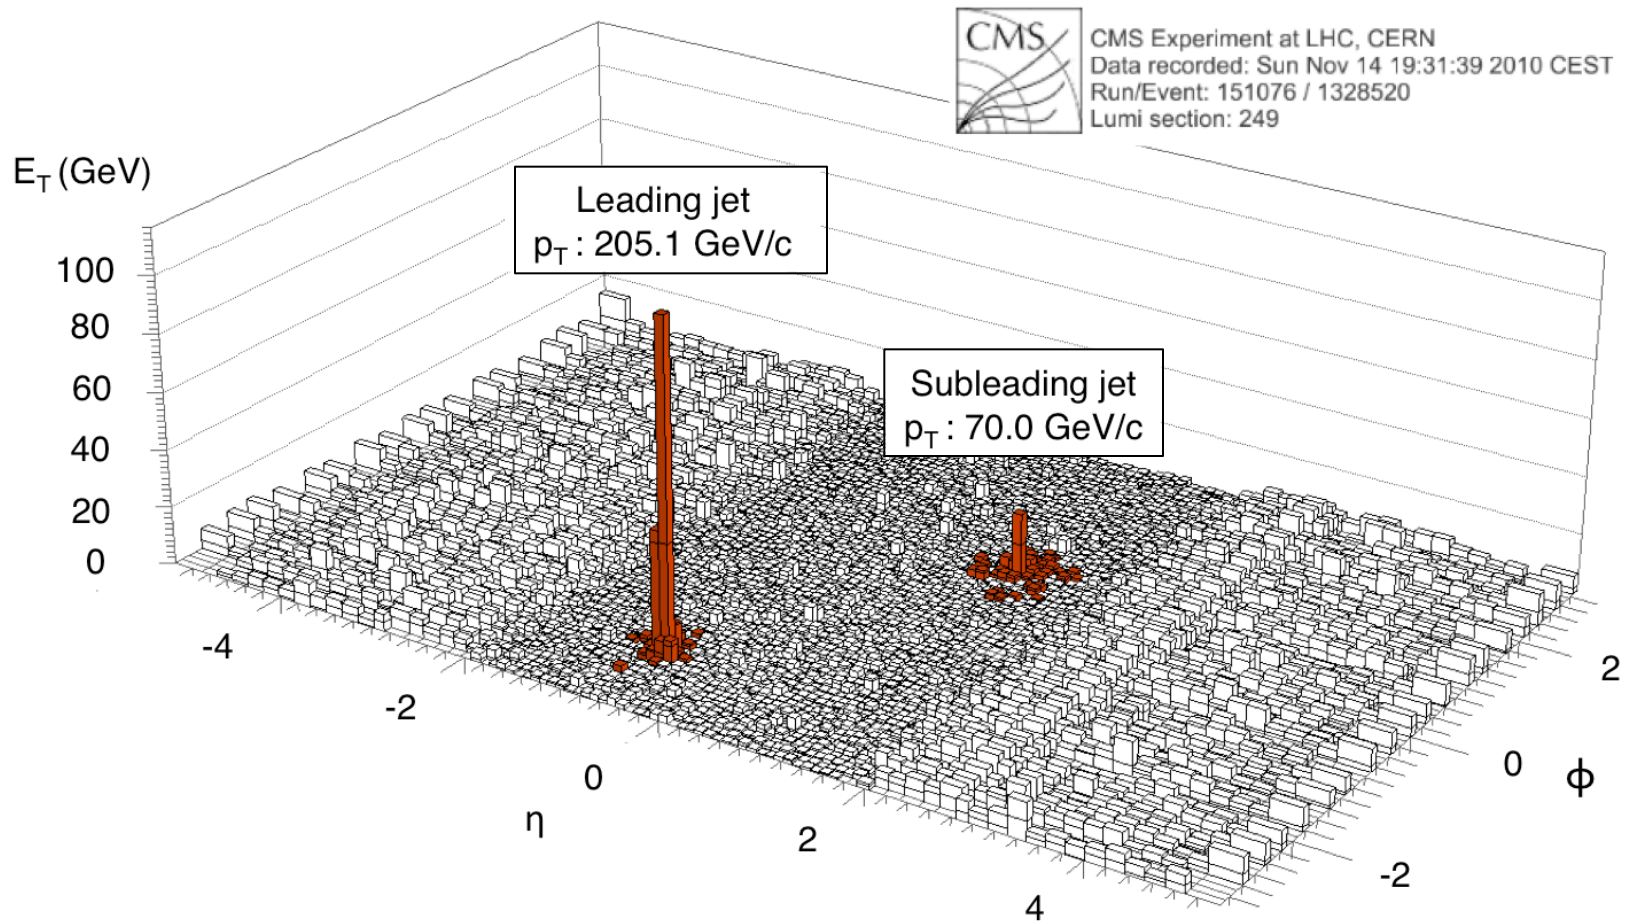 CMS
CMS Experiment at LHC, CERN
Data recorded: Sun Nov 14 19:31:39 2010 CEST
Run/Event: 151076 / 1328520
Lumi section: 249
E_T (GeV)
Leading jet
p_T : 205.1 GeV/c
Subleading jet
p_T : 70.0 GeV/c
100
80
60
40
20
0
-4
-2
0
2
4
η
2
0
-2
ϕ